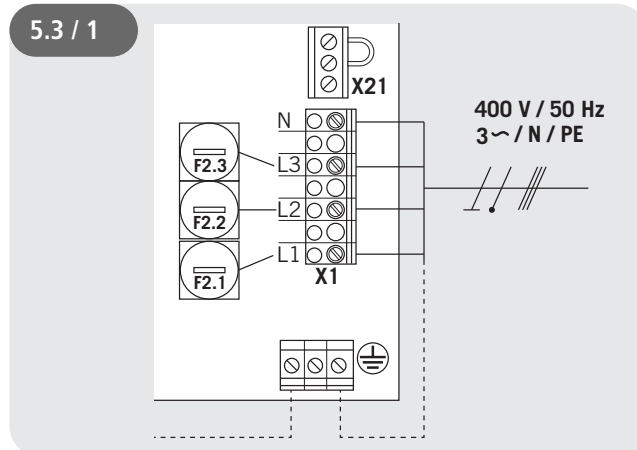 5.3 / 1
X21
400 V / 50 Hz
3~ / N / PE
N
L3
L2
L1
F2.3
F2.2
F2.1
X1